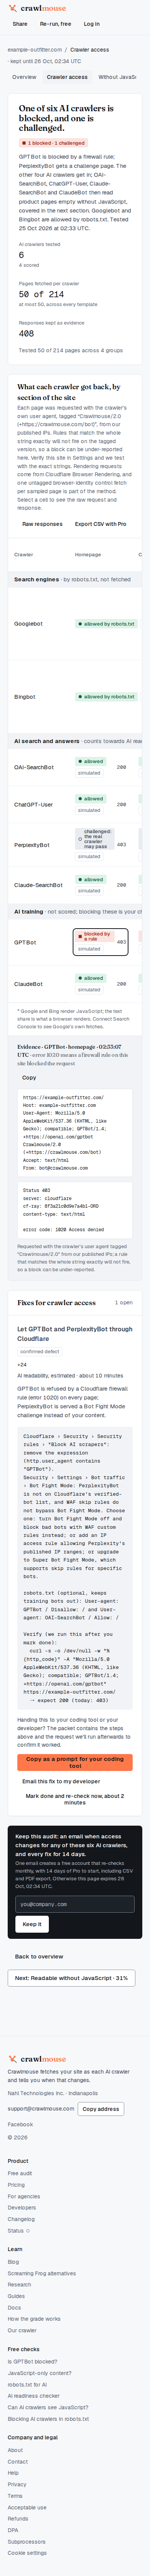 crawlmouse
Share Re-run, free Log in
example-outfitter.com / Crawler access
· key until 26 Oct, 02:34 UTC
Overview Crawler access Without JavaSc
One of six AI crawlers is
blocked, and one is
challenged.
1 blocked · 1 challenged
GPTBot is blocked by a firewall rule;
PerplexityBot gets a challenge page. The
other four AI crawlers get in; OAI-
SearchBot, ChatGPT-User, Claude-
SearchBot and ClaudeBot then read
product pages empty without JavaScript,
covered in the next section. Googlebot and
Bingbot are allowed by robots.txt. Tested
25 Oct 2026 at 02:33 UTC.
AI crawlers tested
6
4 scored
Pages fetched per crawler
50 of 214
at most 50, across every template
Responses kept as evidence
408
Tested 50 of 214 pages across 4 groups
What each crawler got back, by
section of the site
Each page was requested with the crawler's
own user agent, tagged "Crawlmouse/2.0
(+https://crawlmouse.com/bot)", from our
published IPs. Rules that match the whole
string exactly will not fire on the tagged
version, so a block can be under-reported
here. Verify this site in Settings and we test
with the exact strings. Rendering requests
come from Cloudflare Browser Rendering, and
one untagged browser-identity control fetch
per sampled page is part of the method.
Select a cell to see the raw request and
response.
Raw responses Export CSV with Pro
Crawler Homepage C
Search engines · by robots.txt, not fetched
Googlebot allowed by robots.txt
Bingbot allowed by robots.txt
AI search and answers · counts towards AI read
OAI-SearchBot allowed 200
simulated
ChatGPT-User allowed 200
simulated
PerplexityBot challenged: the real crawler may pass 403
simulated
Claude-SearchBot allowed 200
simulated
AI training · not scored; blocking these is your ch
GPTBot blocked by a rule 403
simulated
ClaudeBot allowed 200
simulated
* Google and Bing render JavaScript; the text
share is what a browser renders. Connect Search
Console to see Google's own fetches.
Evidence · GPTBot · homepage · 02:33:07
UTC · error 1020 means a firewall rule on this
site blocked the request
Copy
https://example-outfitter.com/
Host: example-outfitter.com
User-Agent: Mozilla/5.0
AppleWebKit/537.36 (KHTML, like
Gecko); compatible; GPTBot/1.4;
+https://openai.com/gptbot
Crawlmouse/2.0
(+https://crawlmouse.com/bot)
Accept: text/html
From: bot@crawlmouse.com
Status 403
server: cloudflare
content-type: text/html
error code: 1020 Access denied
Requested with the crawler's user agent tagged
"Crawlmouse/2.0" from our published IPs; a rule
that matches the whole string exactly will not fire,
so a block can be under-reported.
Fixes for crawler access 1 open
Let GPTBot and PerplexityBot through
Cloudflare
confirmed defect
+24
AI readability, estimated · about 10 minutes
GPTBot is refused by a Cloudflare firewall
rule (error 1020) on every page;
PerplexityBot is served a Bot Fight Mode
challenge instead of your content.
Cloudflare › Security › Security
rules › "Block AI scrapers":
remove the expression
(http.user_agent contains
"GPTBot").
Security › Settings › Bot traffic
› Bot Fight Mode: PerplexityBot
is not on Cloudflare's verified-
bot list, and WAF skip rules do
not bypass Bot Fight Mode. Choose
one: turn Bot Fight Mode off and
block bad bots with WAF custom
rules instead; or add an IP
access rule allowing Perplexity's
published IP ranges; or upgrade
to Super Bot Fight Mode, which
supports skip rules for specific
bots.
robots.txt (optional, keeps
training bots out): User-agent:
GPTBot / Disallow: / and User-
agent: OAI-SearchBot / Allow: /
Verify (we run this after you
mark done):
curl -s -o /dev/null -w "%
{http_code}" -A "Mozilla/5.0
AppleWebKit/537.36 (KHTML, like
Gecko); compatible; GPTBot/1.4;
+https://openai.com/gptbot"
https://example-outfitter.com/
→ expect 200 (today: 403)
Handing this to your coding tool or your
developer? The packet contains the steps
above and the request we'll run afterwards to
confirm it worked.
Copy as a prompt for your coding
tool
Email this fix to my developer
Mark done and re-check now, about 2
minutes
Keep this audit: an email when access
changes for any of these six AI crawlers,
and every fix for 14 days.
One email creates a free account that re-checks
monthly, with 14 days of Pro to start, including CSV
and PDF export. Otherwise this page expires 26
Oct, 02:34 UTC.
you@company.com
Keep it
Back to overview
Next: Readable without JavaScript · 31%
crawlmouse
Crawlmouse fetches your site as each AI crawler
and tells you what that changes.
Nahl Technologies Inc. · Indianapolis
support@crawlmouse.com Copy address
Facebook
© 2026
Product
Free audit
Pricing
For agencies
Developers
Changelog
Status
Learn
Blog
Screaming Frog alternatives
Research
Guides
Docs
How the grade works
Our crawler
Free checks
Is GPTBot blocked?
JavaScript-only content?
robots.txt for AI
AI readiness checker
Can AI crawlers see JavaScript?
Blocking AI crawlers in robots.txt
Company and legal
About
Contact
Help
Privacy
Terms
Acceptable use
Refunds
DPA
Subprocessors
Cookie settings